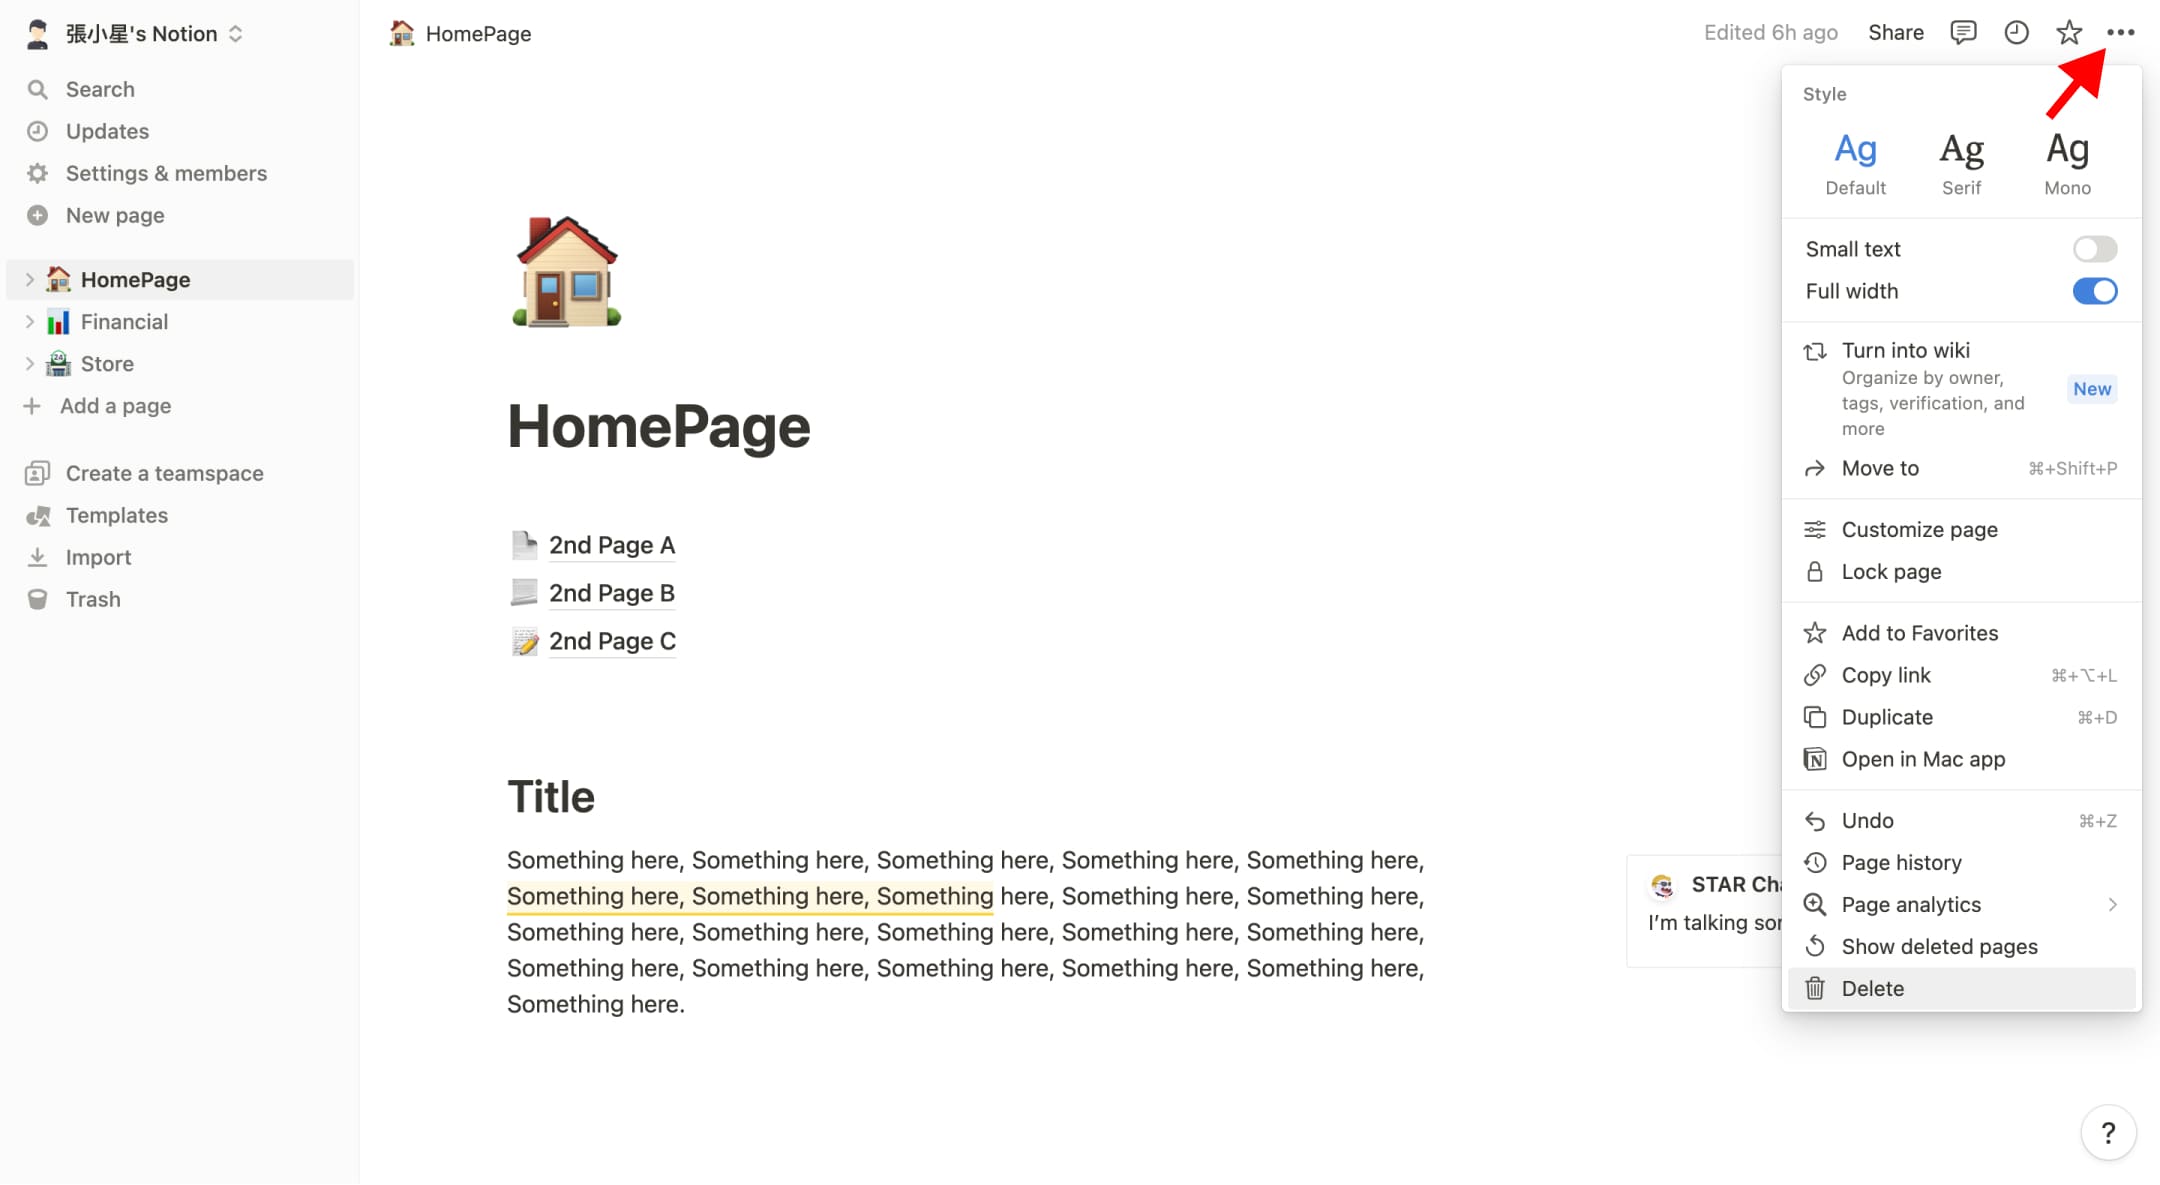 張小星's Notion
Search
Updates
Settings & members
New page
HomePage
Financial
24
Store
Add a page
Create a teamspace
Templates
Import
Trash
HomePage
Edited 6h ago
Share
HomePage
2nd Page A
2nd Page B
2nd Page C
Title
Something here, Something here, Something here, Something here, Something here,
Something here, Something here, Something here, Something here, Something here,
Something here, Something here, Something here, Something here, Something here,
Something here, Something here, Something here, Something here, Something here,
Something here.
STAR Cha
I'm talking sor
Style
Ag Ag Ag
Default Serif Mono
Small text
Full width
Turn into wiki
Organize by owner,
tags, verification, and
more
New
Move to ⌘+Shift+P
Customize page
Lock page
Add to Favorites
Copy link ⌘+⌥+L
Duplicate ⌘+D
Open in Mac app
Undo ⌘+Z
Page history
Page analytics
Show deleted pages
Delete
?